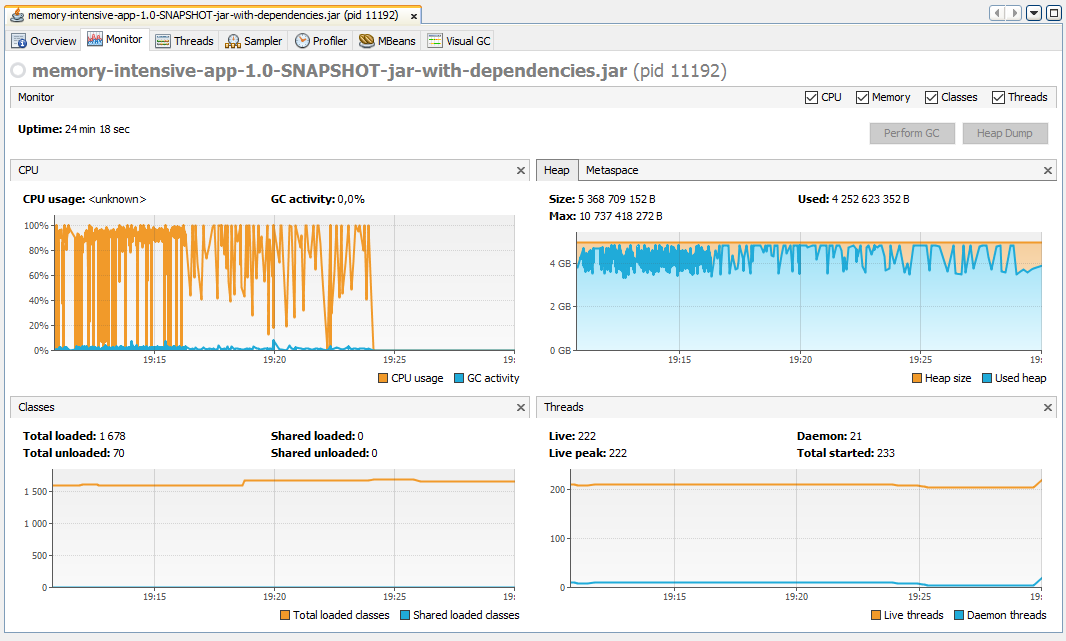 memory-intensive-app-1.0-SNAPSHOT-jar-with-dependencies.jar (pid 11192)
Overview Monitor Threads Sampler Profiler MBeans Visual GC
memory-intensive-app-1.0-SNAPSHOT-jar-with-dependencies.jar (pid 11192)
Monitor CPU Memory Classes Threads
Uptime: 24 min 18 sec Perform GC Heap Dump
CPU
CPU usage: <unknown> GC activity: 0,0%
100%
80%
60%
40%
20%
0%
19:15 19:20 19:25 19:
CPU usage GC activity
Heap Metaspace
Size: 5 368 709 152 B Used: 4 252 623 352 B
Max: 10 737 418 272 B
4 GB
2 GB
0 GB
19:15 19:20 19:25 19:
Heap size Used heap
Classes
Total loaded: 1 678 Shared loaded: 0
Total unloaded: 70 Shared unloaded: 0
1 500
1 000
500
0
19:15 19:20 19:25 19:
Total loaded classes Shared loaded classes
Threads
Live: 222 Daemon: 21
Live peak: 222 Total started: 233
200
100
0
19:15 19:20 19:25 19:
Live threads Daemon threads